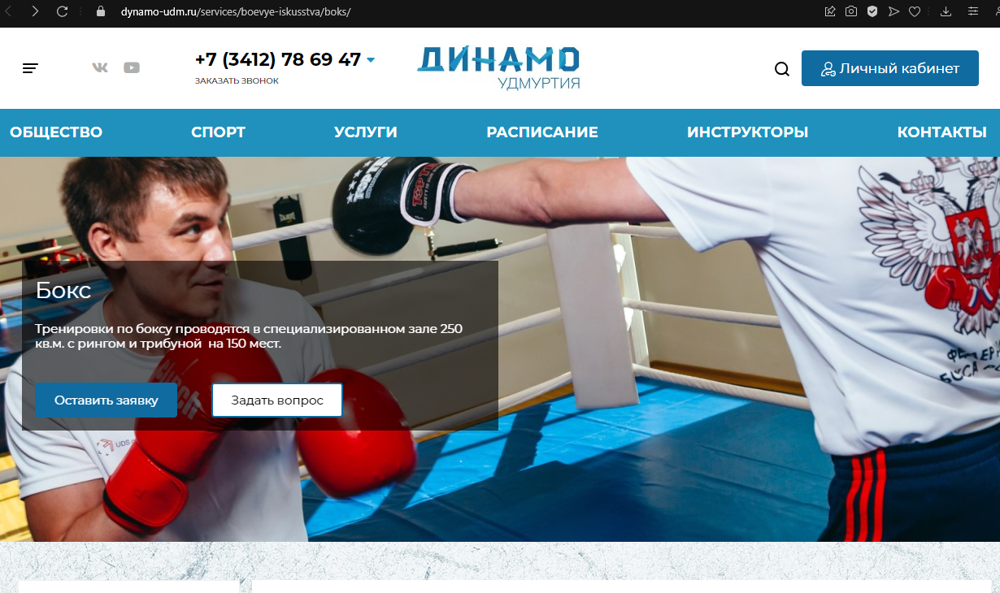 dynamo-udm.ru/services/boevye-iskusstva/boks/
+7 (3412) 78 69 47
ЗАКАЗАТЬ ЗВОНОК
ДИНАМО
УДМУРТИЯ
Личный кабинет
ОБЩЕСТВО СПОРТ УСЛУГИ РАСПИСАНИЕ ИНСТРУКТОРЫ КОНТАКТЫ
Бокс
Тренировки по боксу проводятся в специализированном зале 250
кв.м. с рингом и трибуной на 150 мест.
Оставить заявку Задать вопрос
UDS